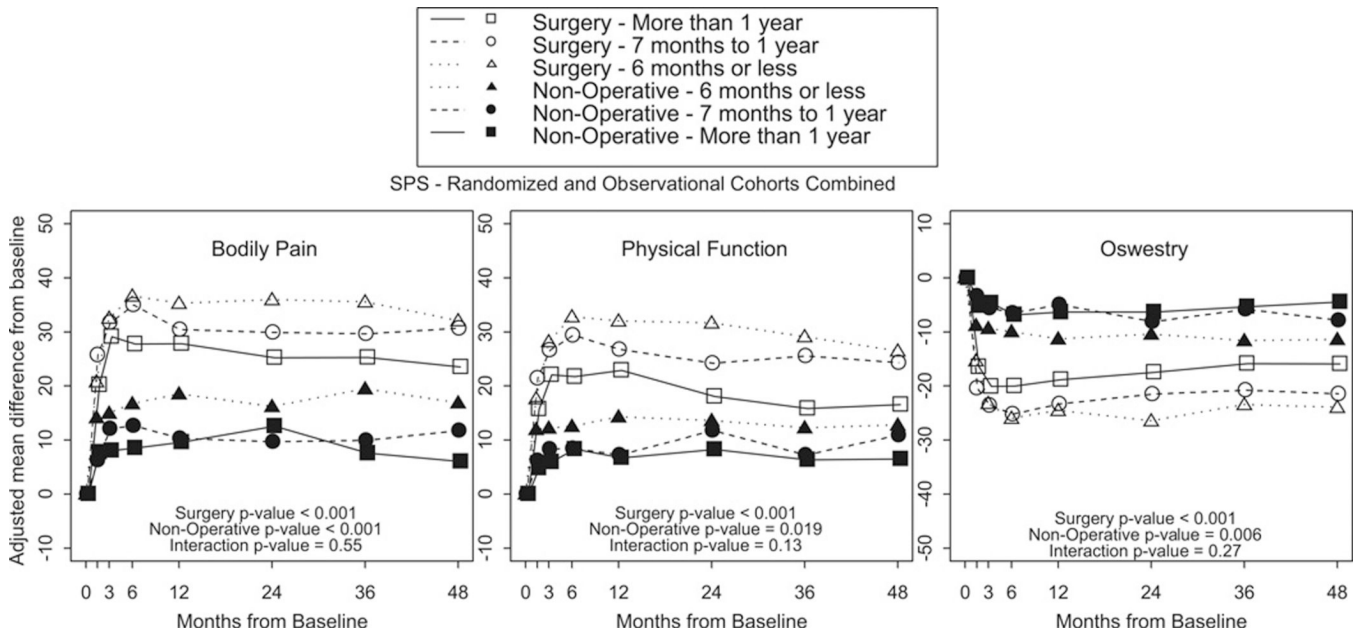 Surgery - More than 1 year
Surgery - 7 months to 1 year
Surgery - 6 months or less
Non-Operative - 6 months or less
Non-Operative - 7 months to 1 year
Non-Operative - More than 1 year
SPS - Randomized and Observational Cohorts Combined
Adjusted mean difference from baseline
Bodily Pain
50
40
30
20
10
0
-10
Surgery p-value < 0.001
Non-Operative p-value < 0.001
Interaction p-value = 0.55
0 3 6 12 24 36 48
Months from Baseline
Physical Function
50
40
30
20
10
0
-10
Surgery p-value < 0.001
Non-Operative p-value = 0.019
Interaction p-value = 0.13
0 3 6 12 24 36 48
Months from Baseline
Oswestry
10
0
-10
-20
-30
-40
-50
Surgery p-value < 0.001
Non-Operative p-value = 0.006
Interaction p-value = 0.27
0 3 6 12 24 36 48
Months from Baseline